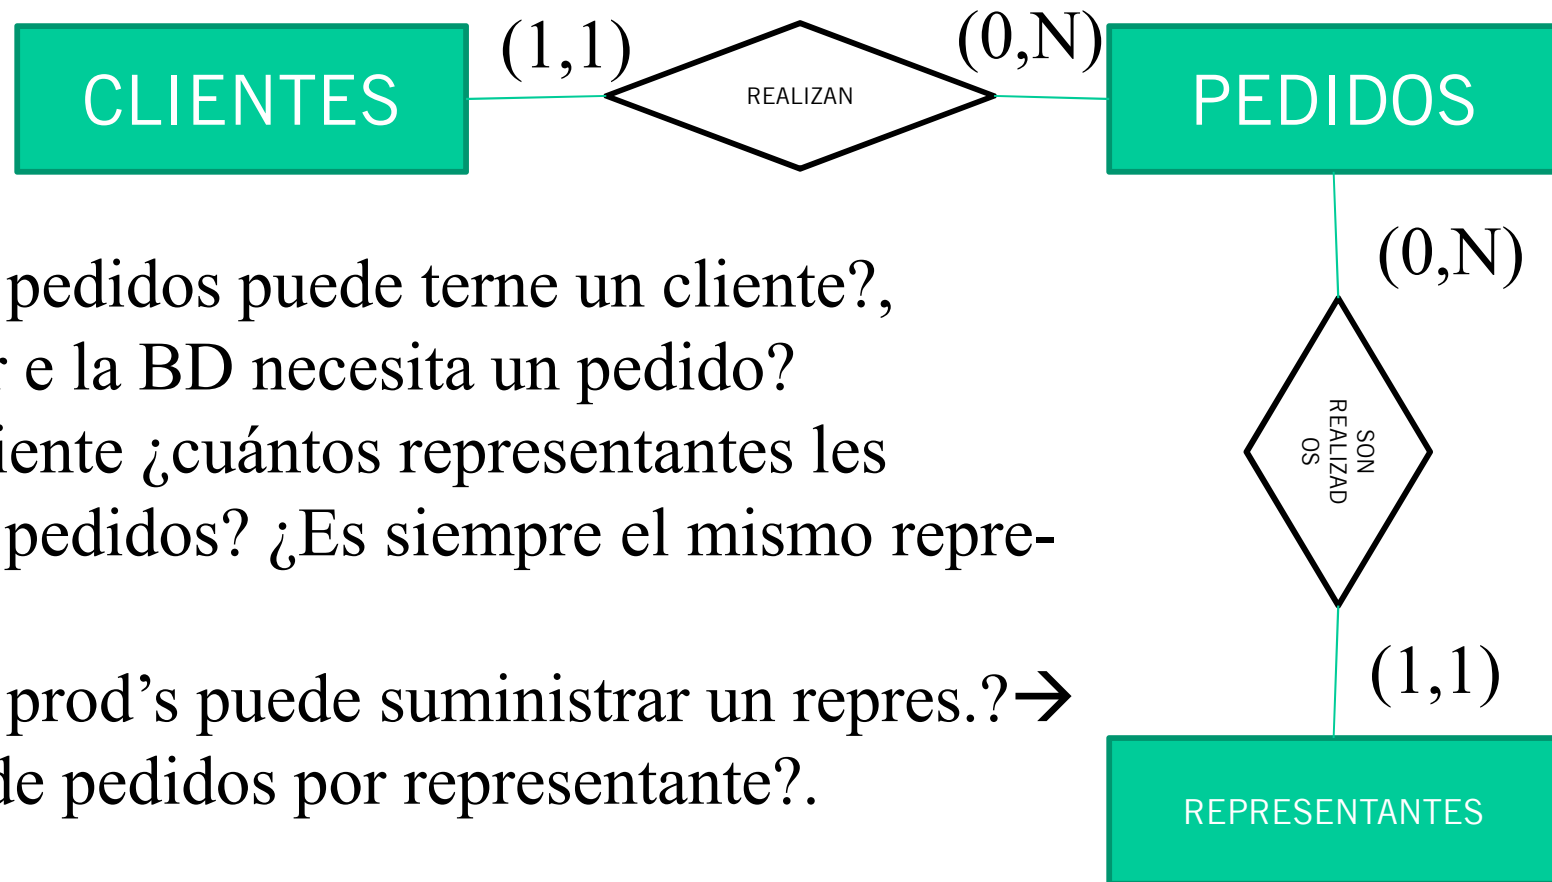 (1,1)
(0,N)
CLIENTES
REALIZAN
PEDIDOS
(0,N)
pedidos puede terne un cliente?,
r e la BD necesita un pedido?
iente ¿cuántos representantes les
pedidos? ¿Es siempre el mismo repre-
SON
REALIZAD
OS
(1,1)
prod’s puede suministrar un repres.?→
de pedidos por representante?.
REPRESENTANTES